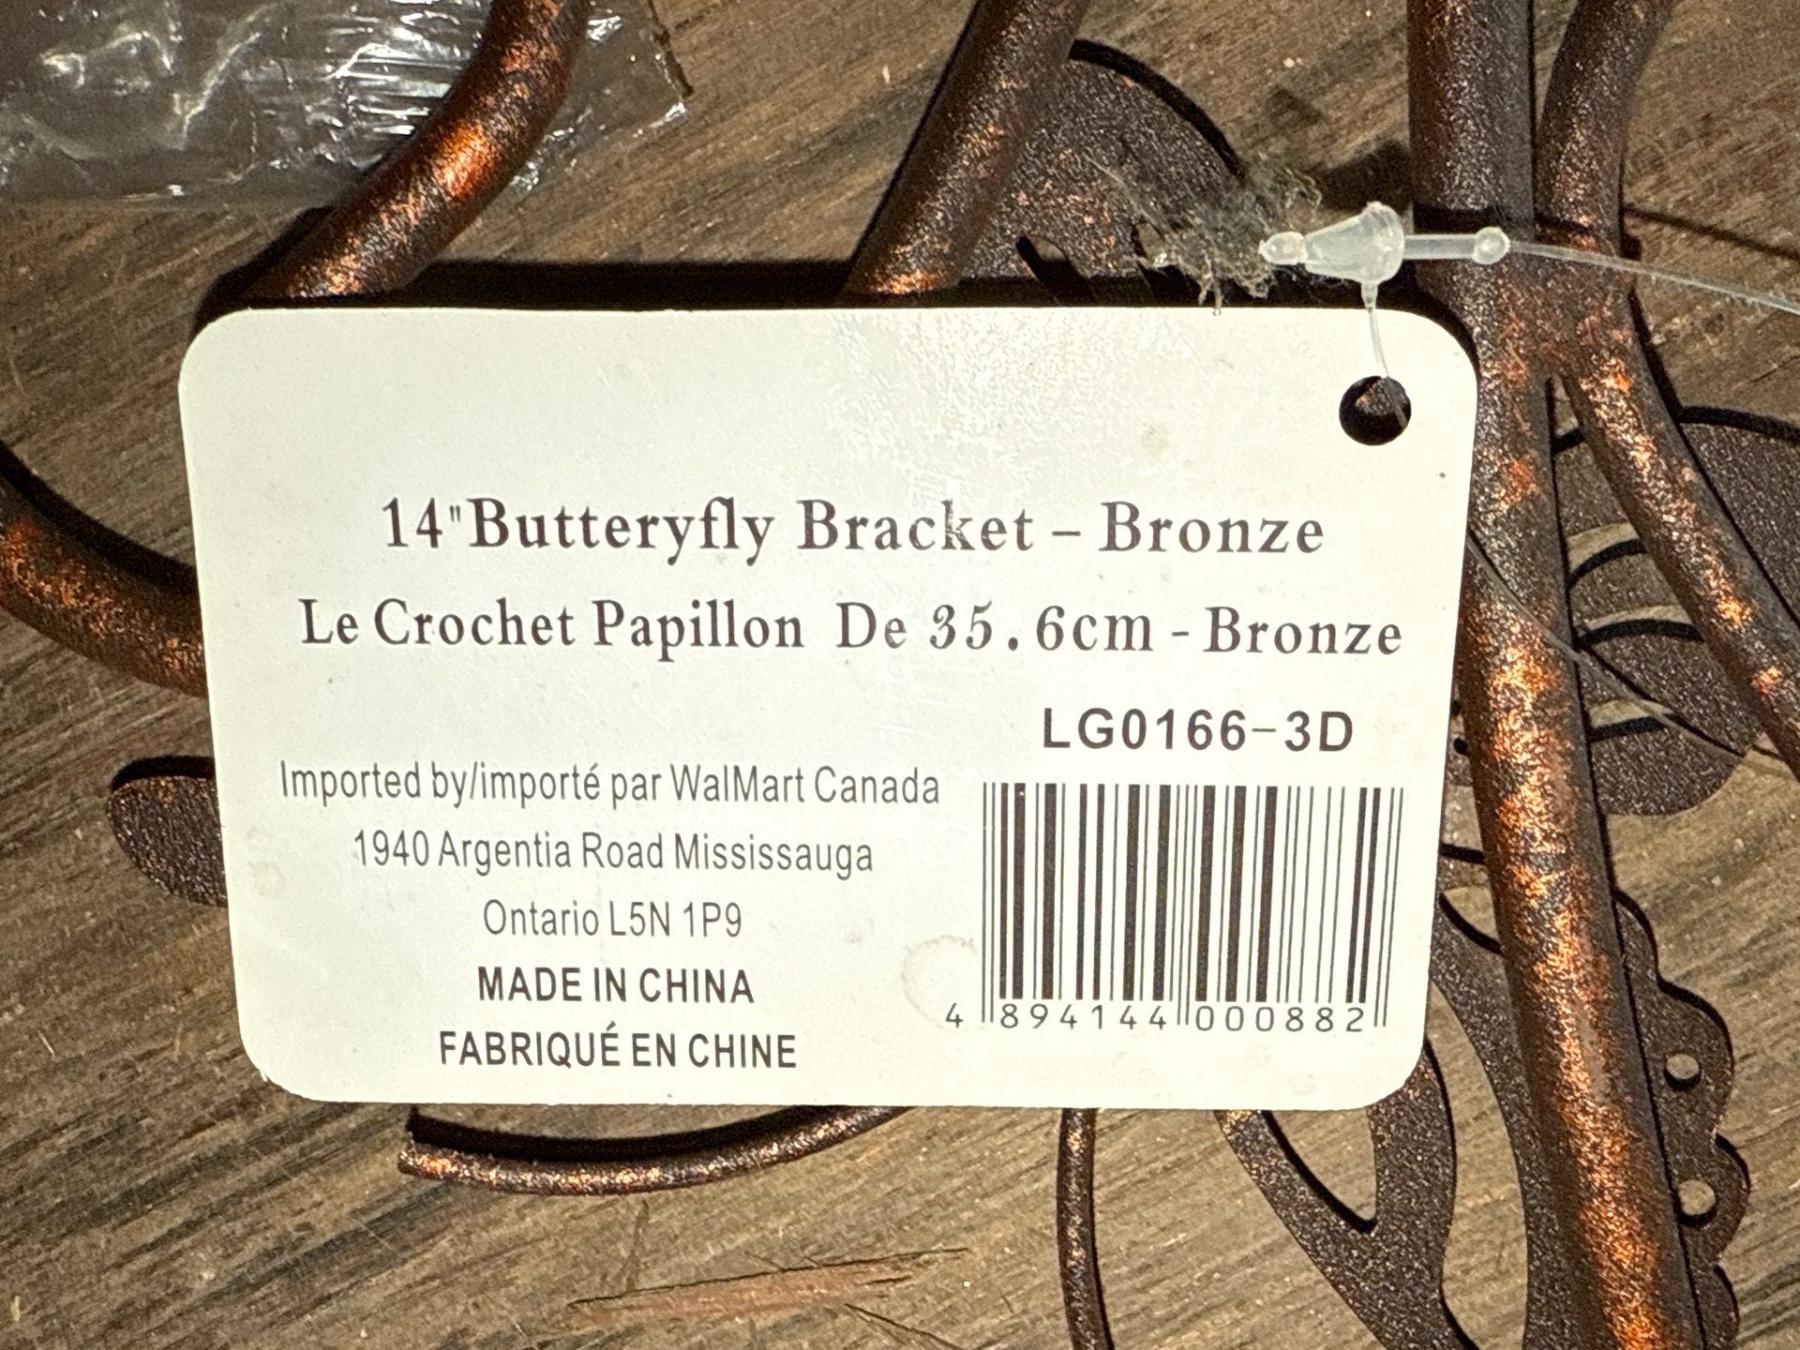 14"Butteryfly Bracket – Bronze
Le Crochet Papillon De 35.6cm - Bronze
LG0166-3D
Imported by/importé par WalMart Canada
1940 Argentia Road Mississauga
Ontario L5N 1P9
MADE IN CHINA
FABRIQUÉ EN CHINE
4 894144 000882